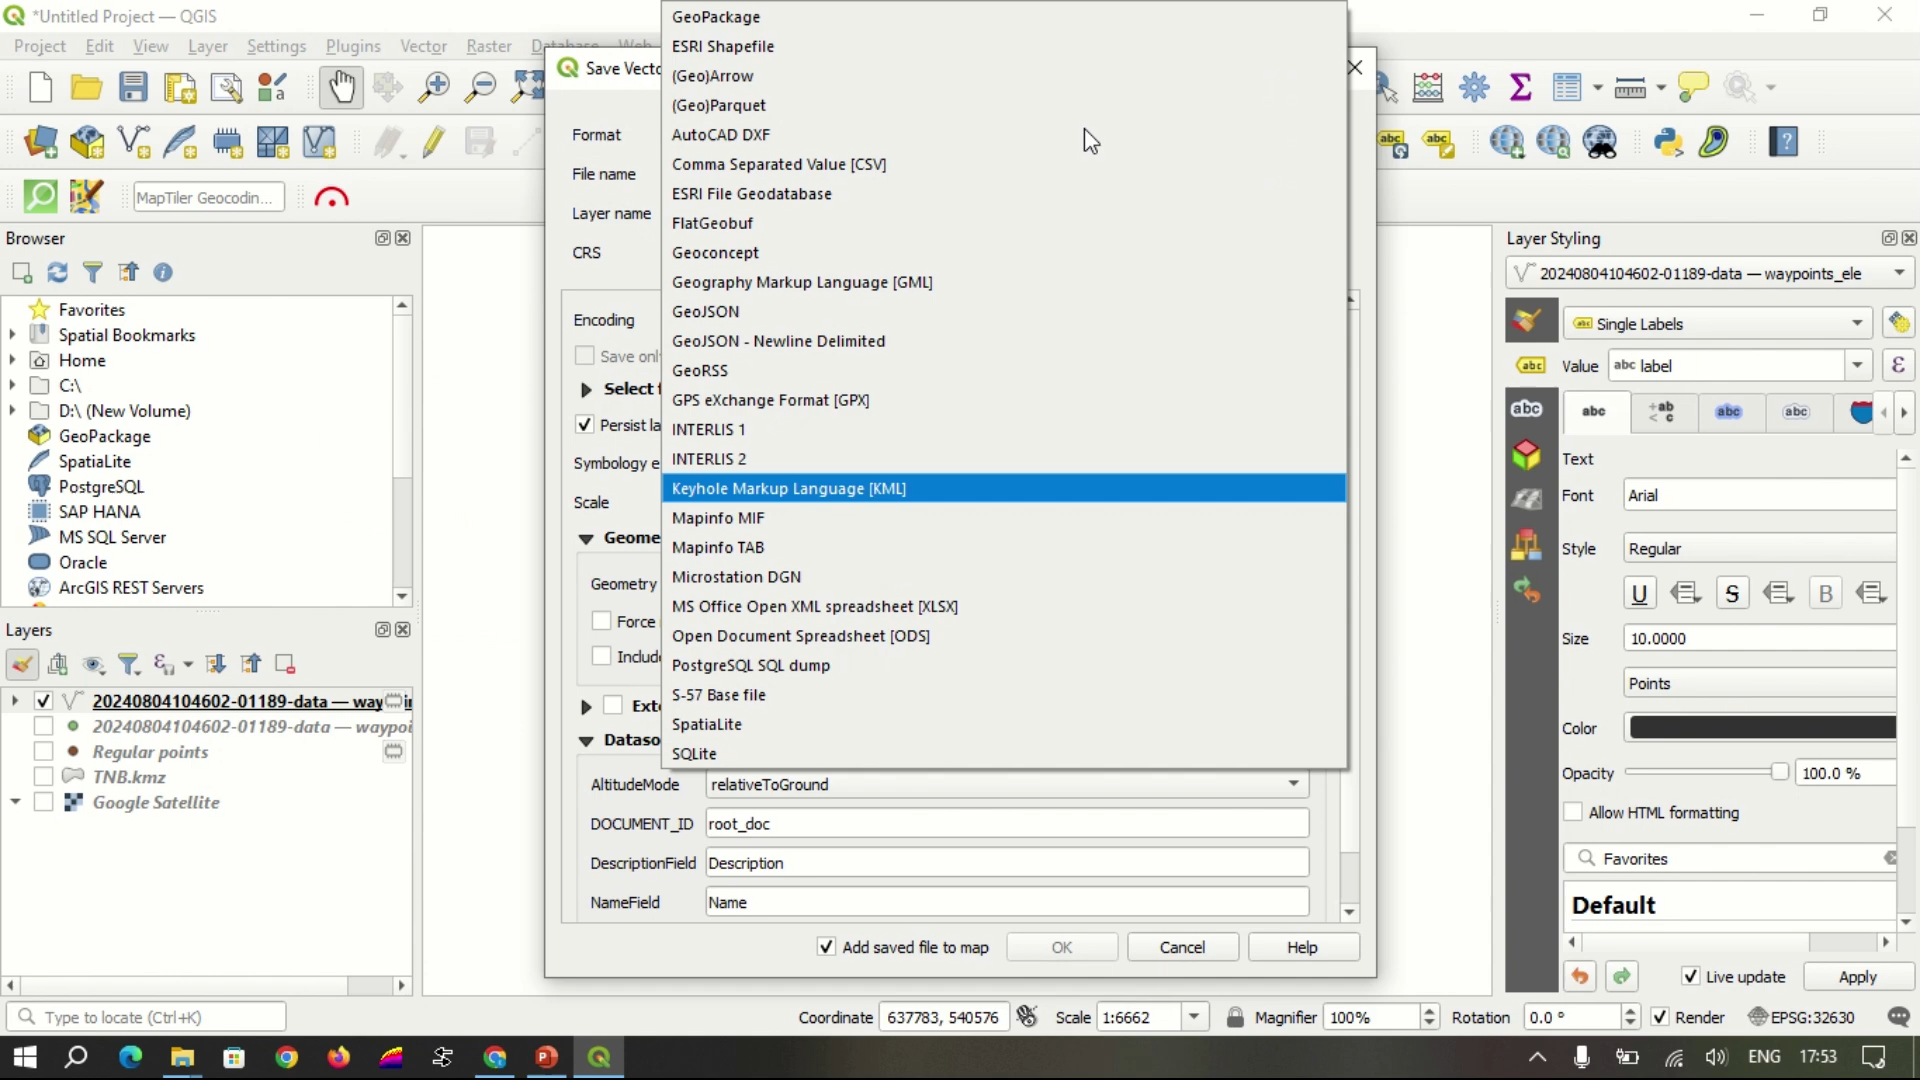 *Untitled Project — QGIS
Project Edit View Layer Settings Plugins Vector Raster Database Web
MapTiler Geocodin...
Browser
Favorites
Spatial Bookmarks
Home
C:\
D:\ (New Volume)
GeoPackage
SpatiaLite
PostgreSQL
SAP HANA
MS SQL Server
Oracle
ArcGIS REST Servers
Layers
20240804104602-01189-data — way
20240804104602-01189-data — waypoi
Regular points
TNB.kmz
Google Satellite
Save Vecto
Format
File name
Layer name
CRS
Encoding
Save onl
Select f
Persist la
Symbology e
Scale
Geome
Geometry
Force
Include
Exte
Dataso
GeoPackage
ESRI Shapefile
(Geo)Arrow
(Geo)Parquet
AutoCAD DXF
Comma Separated Value [CSV]
ESRI File Geodatabase
FlatGeobuf
Geoconcept
Geography Markup Language [GML]
GeoJSON
GeoJSON - Newline Delimited
GeoRSS
GPS eXchange Format [GPX]
INTERLIS 1
INTERLIS 2
Keyhole Markup Language [KML]
Mapinfo MIF
Mapinfo TAB
Microstation DGN
MS Office Open XML spreadsheet [XLSX]
Open Document Spreadsheet [ODS]
PostgreSQL SQL dump
S-57 Base file
SpatiaLite
SQLite
AltitudeMode relativeToGround
DOCUMENT_ID root_doc
DescriptionField Description
NameField Name
Add saved file to map OK Cancel Help
Layer Styling
20240804104602-01189-data — waypoints_ele
abc Single Labels
abc Value abc label ε
abc abc +ab < c abc abc
Text
Font Arial
Style Regular
U S B
Size 10.0000
Points
Color
Opacity 100.0 %
Allow HTML formatting
Favorites
Default
Live update Apply
Type to locate (Ctrl+K) Coordinate 637783, 540576 Scale 1:6662 Magnifier 100% Rotation 0.0 ° Render EPSG:32630
ENG 17:53